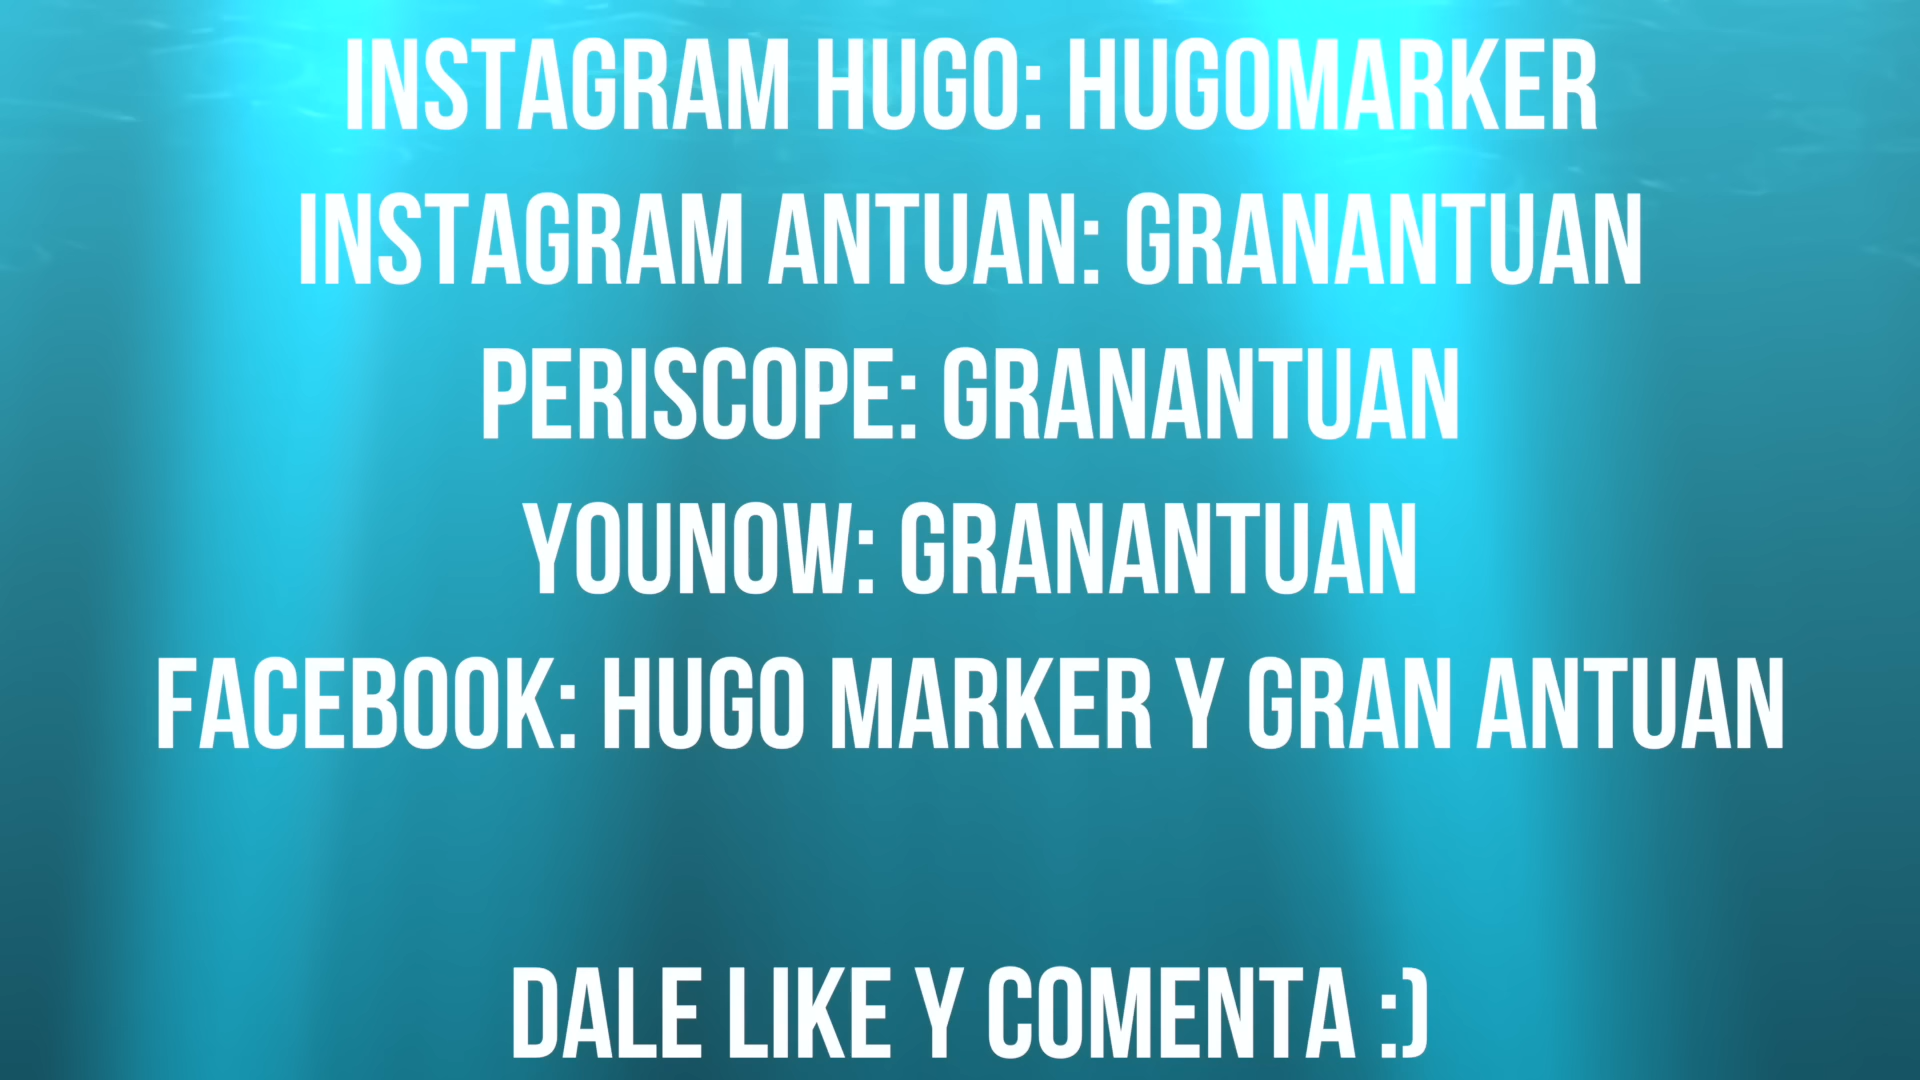 INSTAGRAM HUGO: HUGOMARKER
INSTAGRAM ANTUAN: GRANANTUAN
PERISCOPE: GRANANTUAN
YOUNOW: GRANANTUAN
FACEBOOK: HUGO MARKER Y GRAN ANTUAN
DALE LIKE Y COMENTA :)